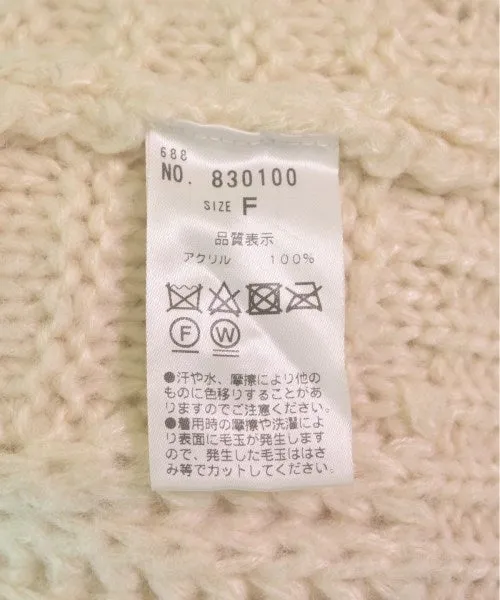 688
NO. 830100
SIZE F
品質表示
アクリル 100%
F W
●汗や水、摩擦により他の
ものに色移りすることがあ
りますのでご注意ください。
●着用時の摩擦や洗濯によ
り表面に毛玉が発生します
ので、発生した毛玉ははさ
み等でカットしてください。